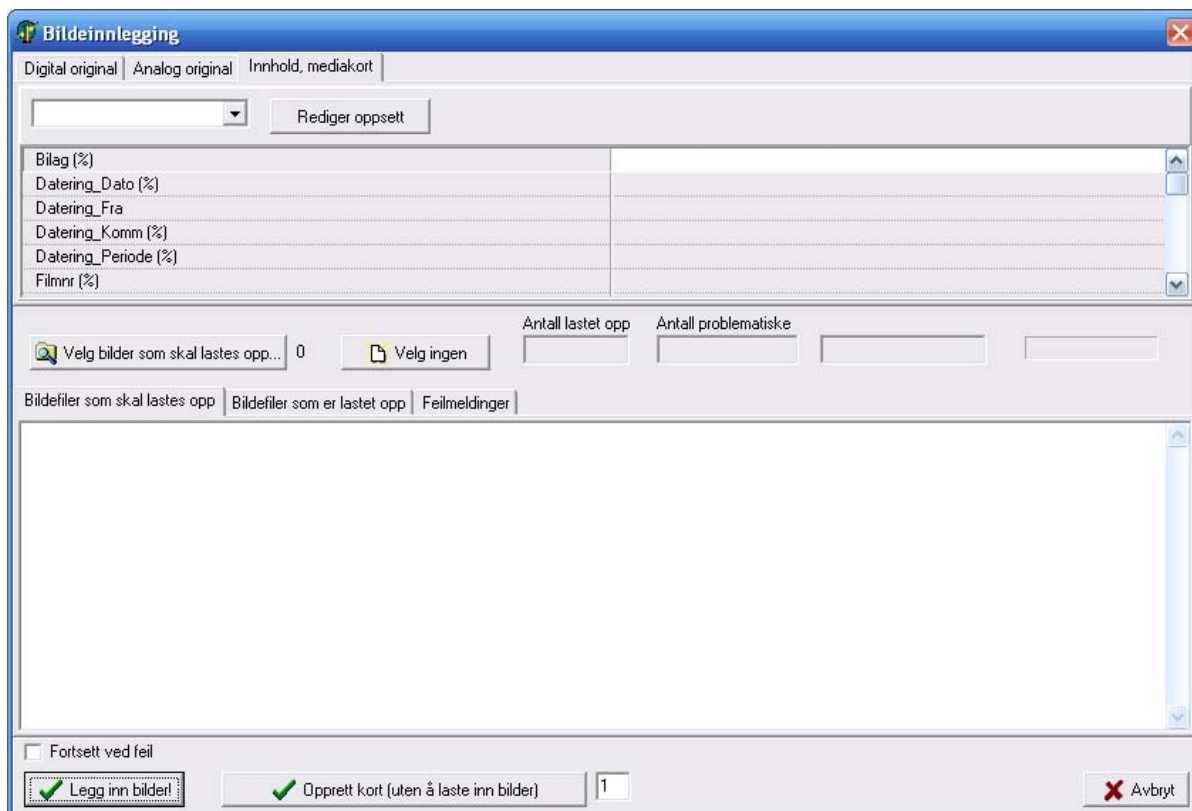 Bildeinnlegging
Digital original Analog original Innhold, mediakort
Rediger oppsett
Bilag (%)
Datering_Dato (%)
Datering_Fra
Datering_Komm (%)
Datering_Periode (%)
Filmnr (%)
Antall lastet opp Antall problematiske
Velg bilder som skal lastes opp... 0 Velg ingen
Bildefiler som skal lastes opp Bildefiler som er lastet opp Feilmeldinger
Fortsett ved feil
Legg inn bilder! Opprett kort (uten å laste inn bilder) 1 Avbryt